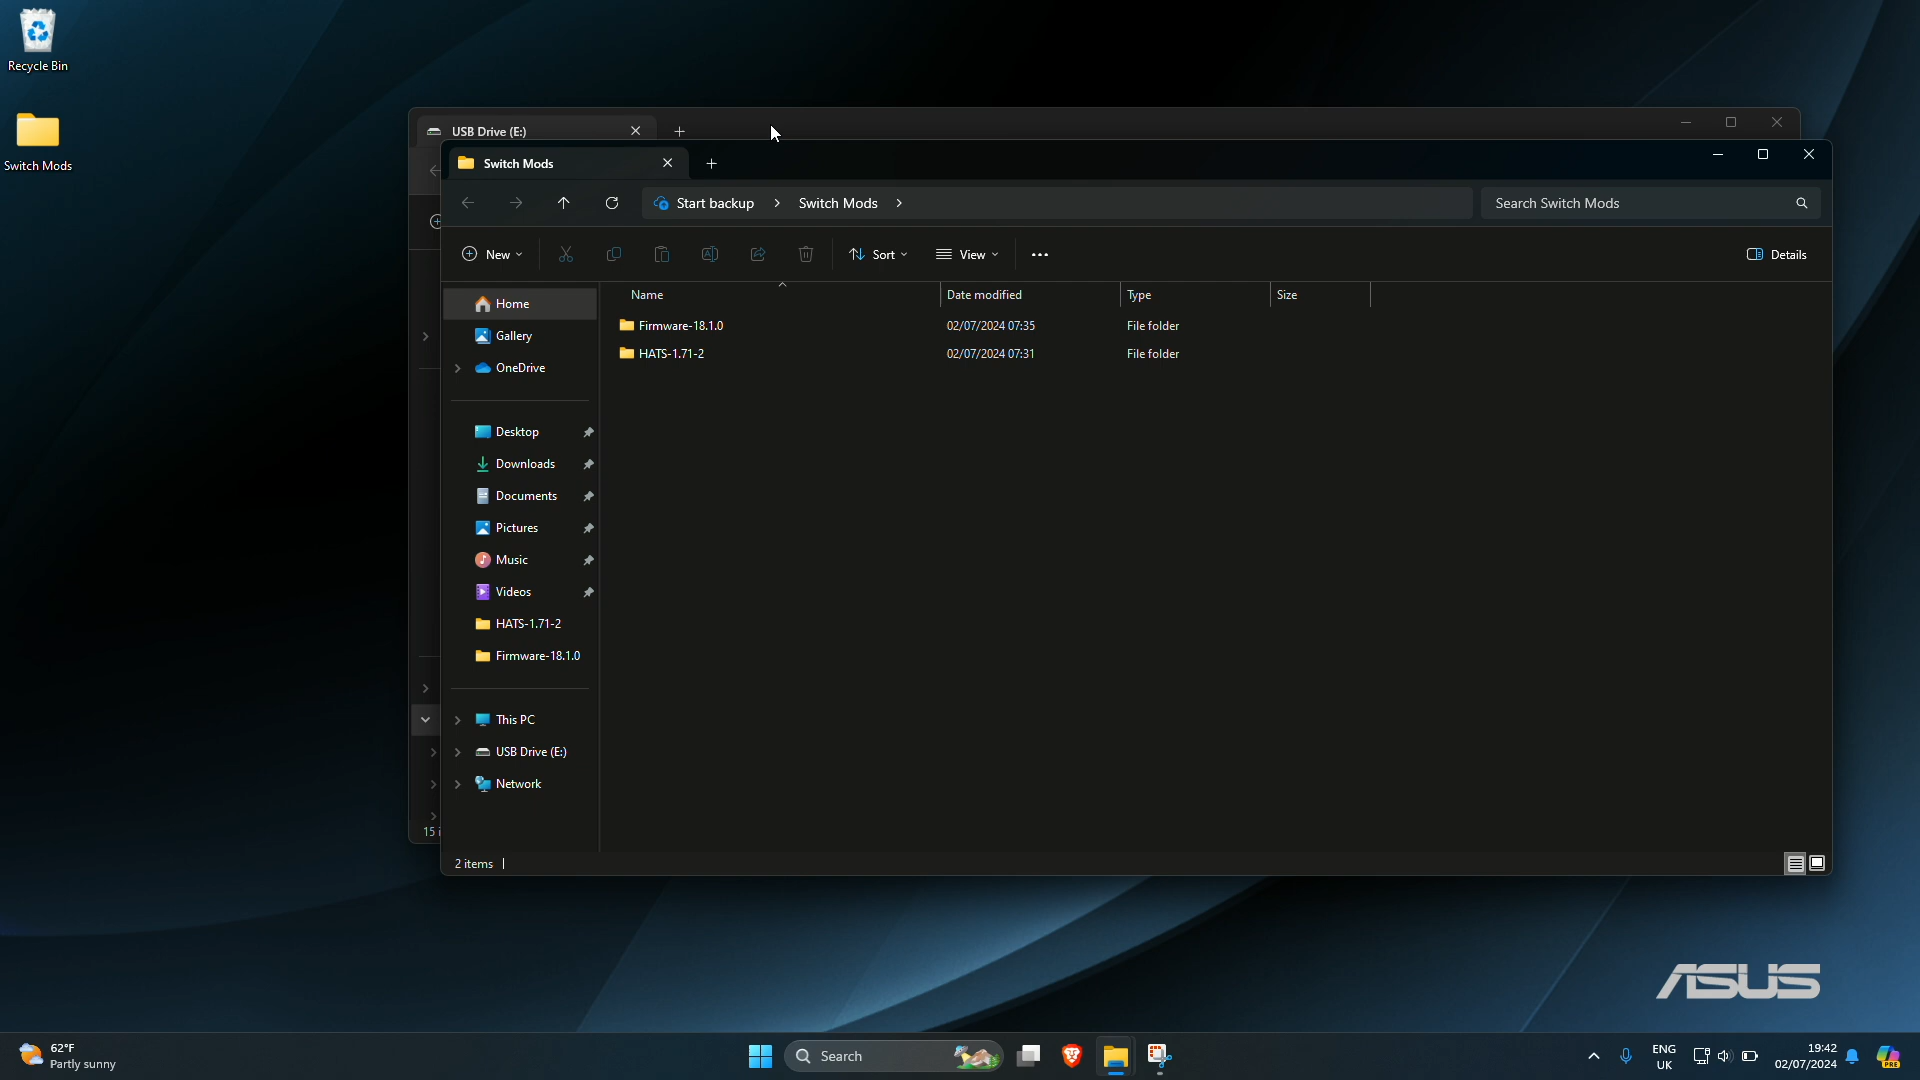 Recycle Bin
Switch Mods
USB Drive (E:)
Switch Mods
Start backup
Switch Mods
Search Switch Mods
New
Sort
View
Details
Name
Date modified
Type
Size
Home
Gallery
OneDrive
Firmware-18.1.0
02/07/2024 07:35
File folder
HATS-1.71-2
02/07/2024 07:31
File folder
Desktop
Downloads
Documents
Pictures
Music
Videos
HATS-1.71-2
Firmware-18.1.0
This PC
USB Drive (E:)
Network
15 i
2 items
ASUS
62°F
Partly sunny
Search
ENG
UK
19:42
02/07/2024
PRE